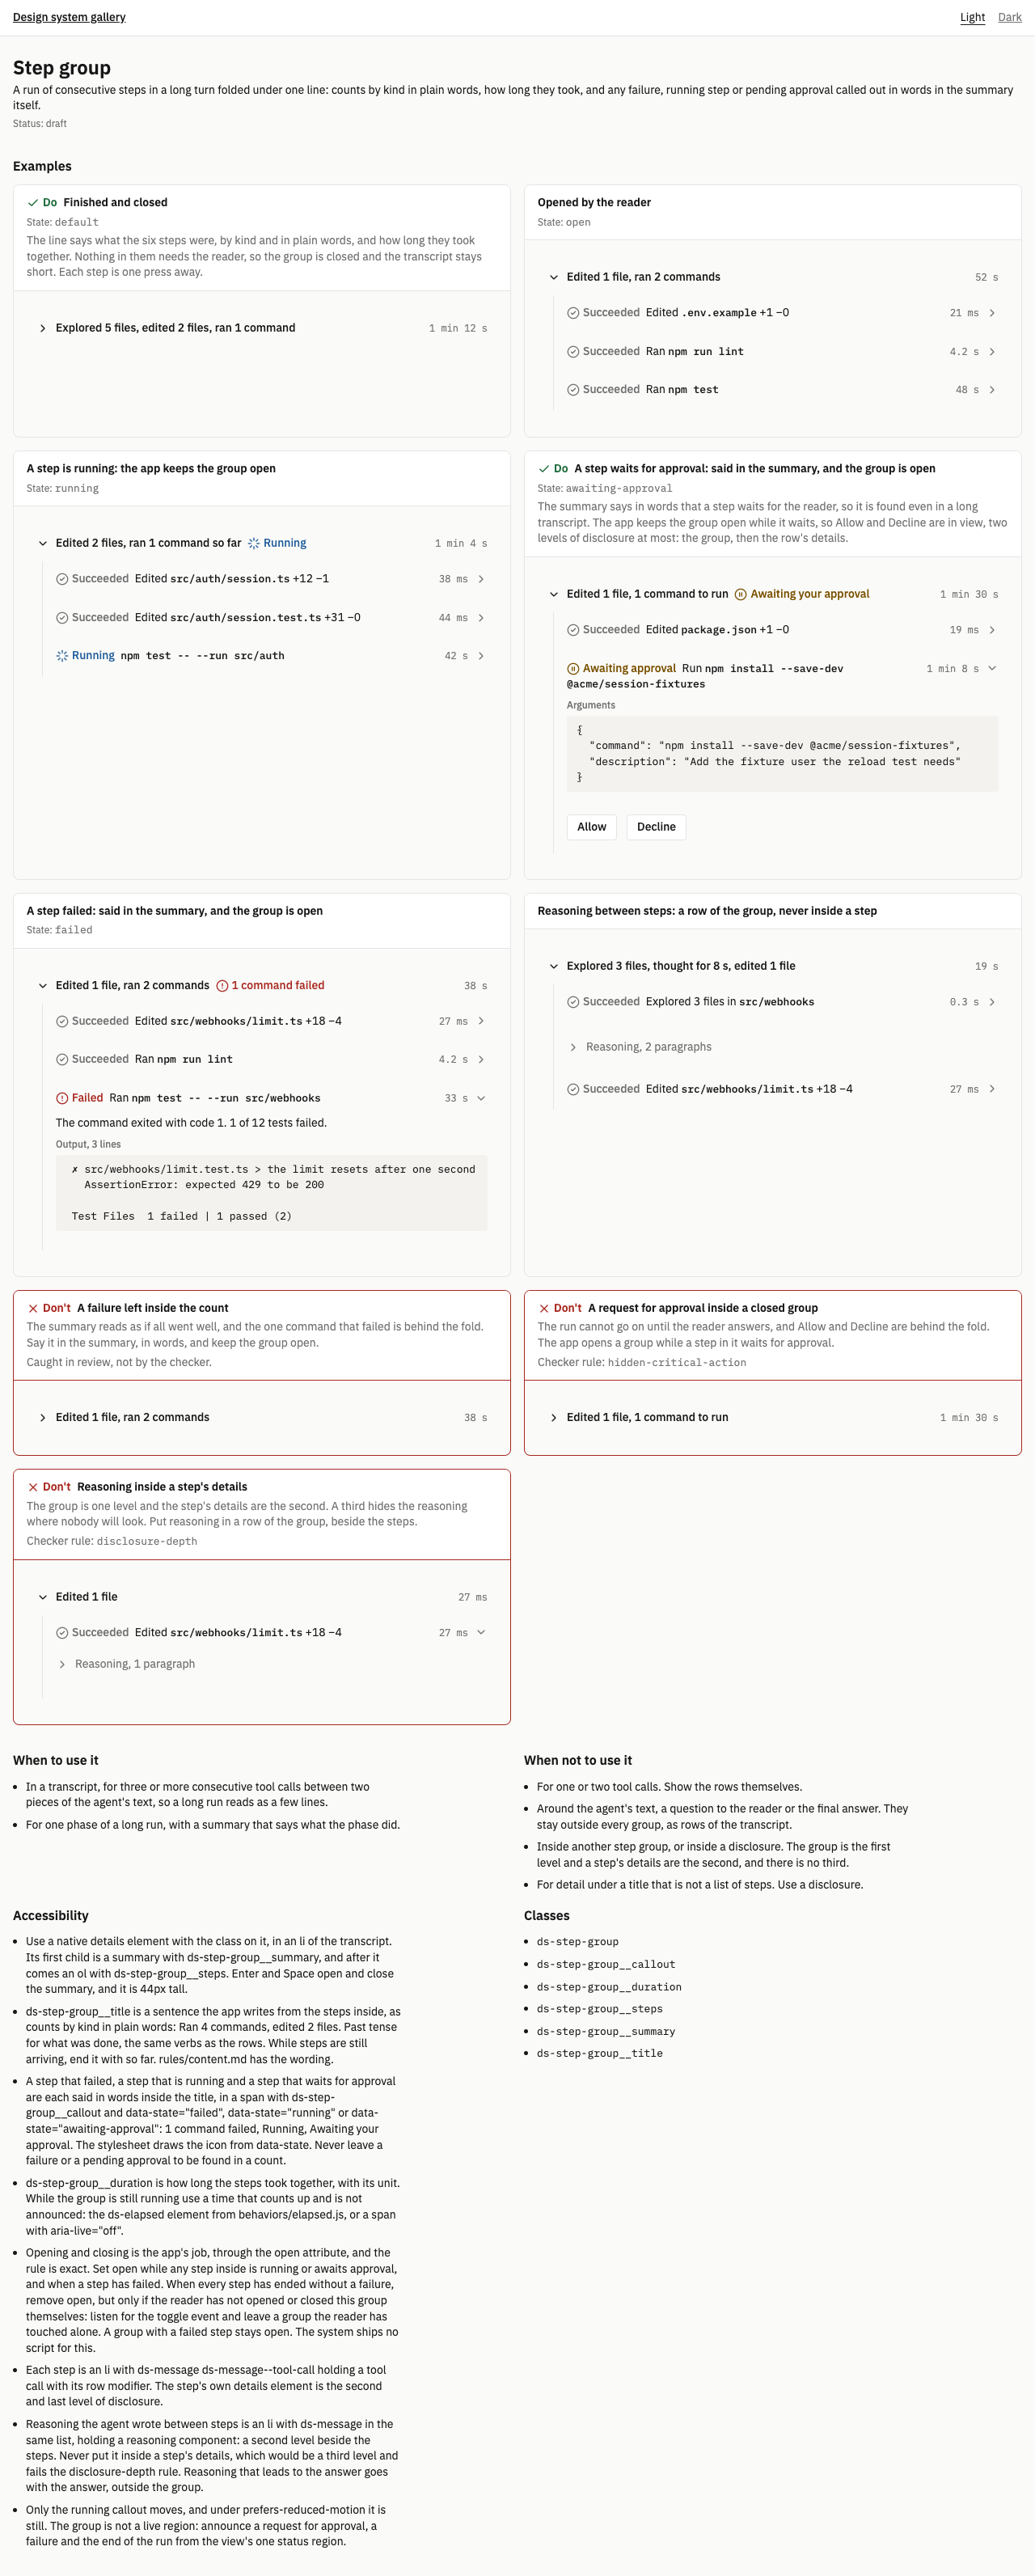 Design system gallery
Light Dark
Step group
A run of consecutive steps in a long turn folded under one line: counts by kind in plain words, how long they took, and any failure, running step or pending approval called out in words in the summary
itself.
Status: draft
Examples
Do Finished and closed
State: default
The line says what the six steps were, by kind and in plain words, and how long they took
together. Nothing in them needs the reader, so the group is closed and the transcript stays
short. Each step is one press away.
Explored 5 files, edited 2 files, ran 1 command 1 min 12 s
Opened by the reader
State: open
Edited 1 file, ran 2 commands 52 s
Succeeded Edited .env.example +1 −0 21 ms
Succeeded Ran npm run lint 4.2 s
Succeeded Ran npm test 48 s
A step is running: the app keeps the group open
State: running
Edited 2 files, ran 1 command so far Running 1 min 4 s
Succeeded Edited src/auth/session.ts +12 −1 38 ms
Succeeded Edited src/auth/session.test.ts +31 −0 44 ms
Running npm test -- --run src/auth 42 s
Do A step waits for approval: said in the summary, and the group is open
State: awaiting-approval
The summary says in words that a step waits for the reader, so it is found even in a long
transcript. The app keeps the group open while it waits, so Allow and Decline are in view, two
levels of disclosure at most: the group, then the row's details.
Edited 1 file, 1 command to run Awaiting your approval 1 min 30 s
Succeeded Edited package.json +1 −0 19 ms
Awaiting approval Run npm install --save-dev 1 min 8 s
@acme/session-fixtures
Arguments
{
"command": "npm install --save-dev @acme/session-fixtures",
"description": "Add the fixture user the reload test needs"
}
Allow Decline
A step failed: said in the summary, and the group is open
State: failed
Edited 1 file, ran 2 commands 1 command failed 38 s
Succeeded Edited src/webhooks/limit.ts +18 −4 27 ms
Succeeded Ran npm run lint 4.2 s
Failed Ran npm test -- --run src/webhooks 33 s
The command exited with code 1. 1 of 12 tests failed.
Output, 3 lines
✗ src/webhooks/limit.test.ts > the limit resets after one second
AssertionError: expected 429 to be 200
Test Files 1 failed | 1 passed (2)
Reasoning between steps: a row of the group, never inside a step
Explored 3 files, thought for 8 s, edited 1 file 19 s
Succeeded Explored 3 files in src/webhooks 0.3 s
Reasoning, 2 paragraphs
Succeeded Edited src/webhooks/limit.ts +18 −4 27 ms
Don't A failure left inside the count
The summary reads as if all went well, and the one command that failed is behind the fold.
Say it in the summary, in words, and keep the group open.
Caught in review, not by the checker.
Edited 1 file, ran 2 commands 38 s
Don't A request for approval inside a closed group
The run cannot go on until the reader answers, and Allow and Decline are behind the fold.
The app opens a group while a step in it waits for approval.
Checker rule: hidden-critical-action
Edited 1 file, 1 command to run 1 min 30 s
Don't Reasoning inside a step's details
The group is one level and the step's details are the second. A third hides the reasoning
where nobody will look. Put reasoning in a row of the group, beside the steps.
Checker rule: disclosure-depth
Edited 1 file 27 ms
Succeeded Edited src/webhooks/limit.ts +18 −4 27 ms
Reasoning, 1 paragraph
When to use it
In a transcript, for three or more consecutive tool calls between two
pieces of the agent's text, so a long run reads as a few lines.
For one phase of a long run, with a summary that says what the phase did.
When not to use it
For one or two tool calls. Show the rows themselves.
Around the agent's text, a question to the reader or the final answer. They
stay outside every group, as rows of the transcript.
Inside another step group, or inside a disclosure. The group is the first
level and a step's details are the second, and there is no third.
For detail under a title that is not a list of steps. Use a disclosure.
Accessibility
Use a native details element with the class on it, in an li of the transcript.
Its first child is a summary with ds-step-group__summary, and after it
comes an ol with ds-step-group__steps. Enter and Space open and close
the summary, and it is 44px tall.
ds-step-group__title is a sentence the app writes from the steps inside, as
counts by kind in plain words: Ran 4 commands, edited 2 files. Past tense
for what was done, the same verbs as the rows. While steps are still
arriving, end it with so far. rules/content.md has the wording.
A step that failed, a step that is running and a step that waits for approval
are each said in words inside the title, in a span with ds-step-
group__callout and data-state="failed", data-state="running" or data-
state="awaiting-approval": 1 command failed, Running, Awaiting your
approval. The stylesheet draws the icon from data-state. Never leave a
failure or a pending approval to be found in a count.
ds-step-group__duration is how long the steps took together, with its unit.
While the group is still running use a time that counts up and is not
announced: the ds-elapsed element from behaviors/elapsed.js, or a span
with aria-live="off".
Opening and closing is the app's job, through the open attribute, and the
rule is exact. Set open while any step inside is running or awaits approval,
and when a step has failed. When every step has ended without a failure,
remove open, but only if the reader has not opened or closed this group
themselves: listen for the toggle event and leave a group the reader has
touched alone. A group with a failed step stays open. The system ships no
script for this.
Each step is an li with ds-message ds-message--tool-call holding a tool
call with its row modifier. The step's own details element is the second
and last level of disclosure.
Reasoning the agent wrote between steps is an li with ds-message in the
same list, holding a reasoning component: a second level beside the
steps. Never put it inside a step's details, which would be a third level and
fails the disclosure-depth rule. Reasoning that leads to the answer goes
with the answer, outside the group.
Only the running callout moves, and under prefers-reduced-motion it is
still. The group is not a live region: announce a request for approval, a
failure and the end of the run from the view's one status region.
Classes
ds-step-group
ds-step-group__callout
ds-step-group__duration
ds-step-group__steps
ds-step-group__summary
ds-step-group__title